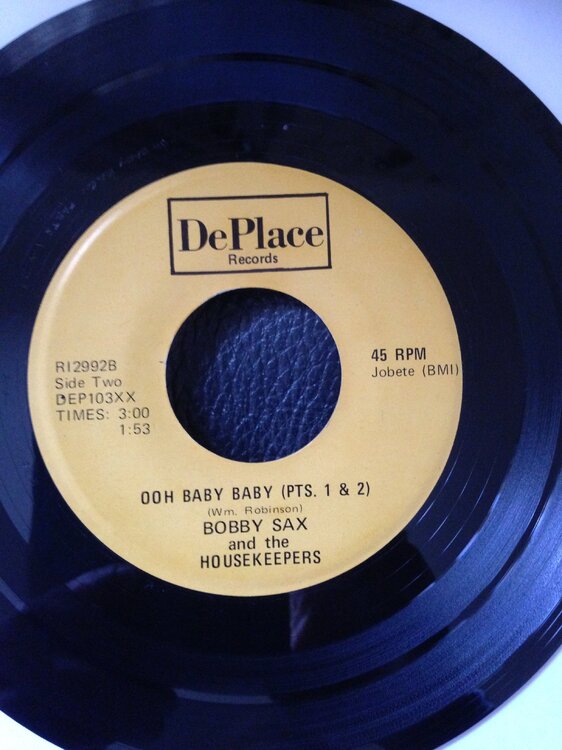 DePlace
Records
RI2992B
Side Two
DEP103XX
TIMES: 3:00
1:53
45 RPM
Jobete (BMI)
OOH BABY BABY (PTS. 1 & 2)
(Wm. Robinson)
BOBBY SAX
and the
HOUSEKEEPERS